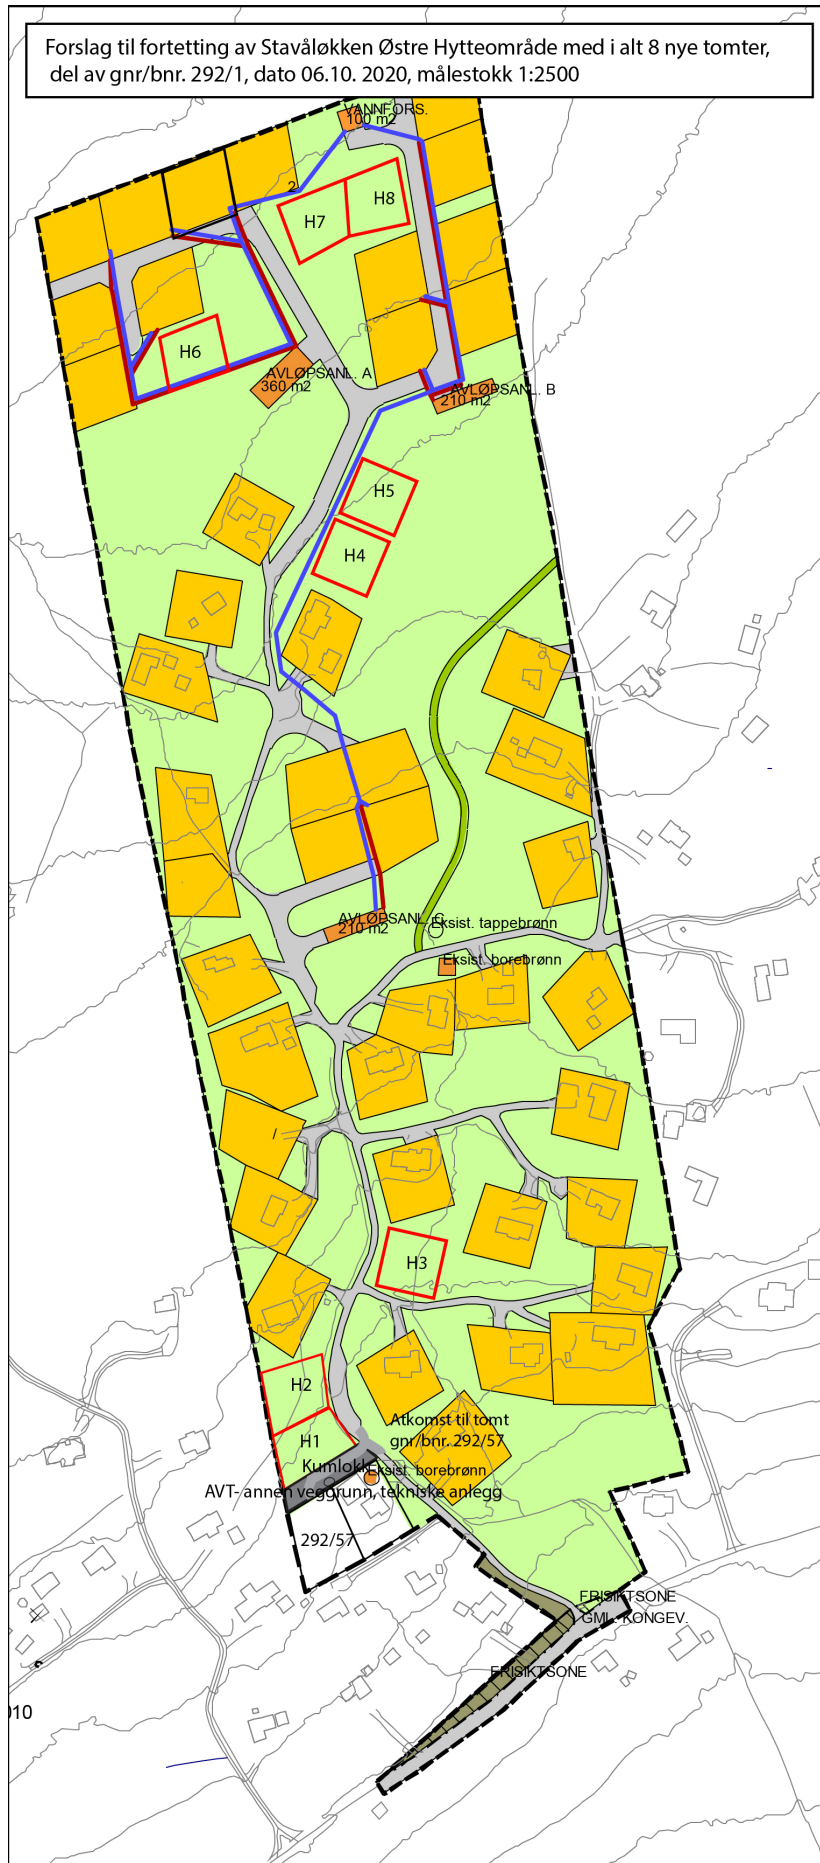 Forslag til fortetting av Stavåløkken Østre Hytteområde med i alt 8 nye tomter,
del av gnr/bnr. 292/1, dato 06.10. 2020, målestokk 1:2500
VANNFORS.
100 m2
2
H8
H7
H6
AVLØPSANL. A
360 m2
AVLØPSANL. B
210 m2
H5
H4
AVLØPSANL. C
210 m2
Eksist. tappebrønn
Eksist. borebrønn
H3
H2
Atkomst til tomt
gnr/bnr. 292/57
H1
Kumlokk
Eksist. borebrønn
AVT- annen veggrunn, tekniske anlegg
292/57
FRISIKTSONE
GML. KONGEV.
FRISIKTSONE
010